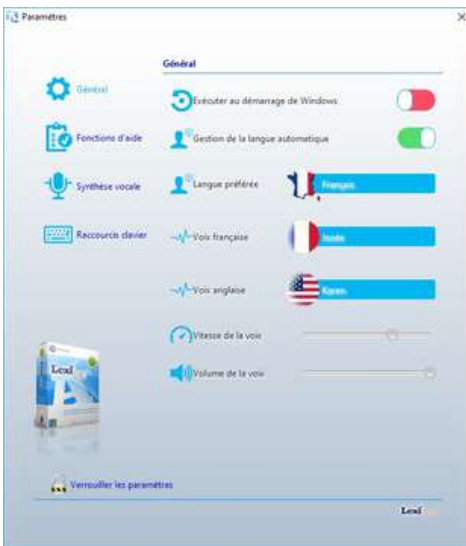 Paramètres
Général
Général
Exécuter au démarrage de Windows
Fonctions d'aide
Gestion de la langue automatique
Synthèse vocale
Langue préférée
Français
Raccourcis clavier
Voix française
Voix anglaise
Karen
Vitesse de la voix
Volume de la voix
Lexi
Verrouiller les paramètres
Lexi